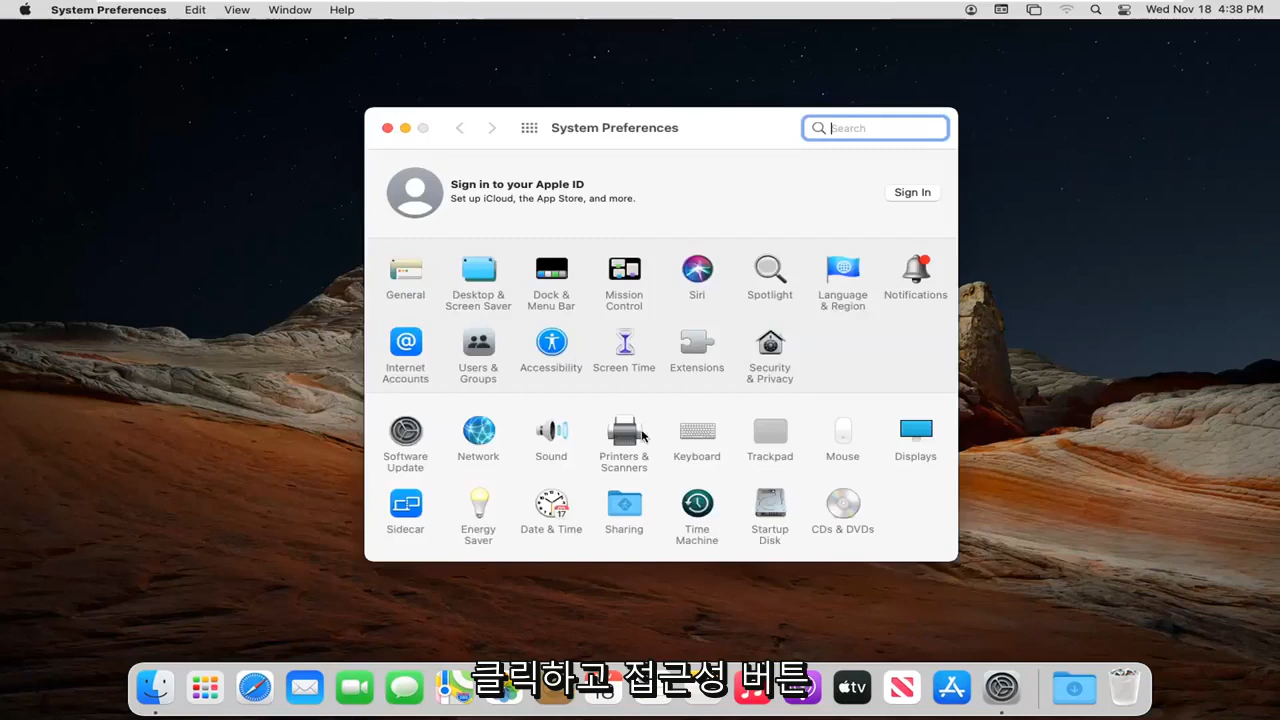 System Preferences Edit View Window Help Wed Nov 18 4:38 PM
System Preferences
Search
Sign in to your Apple ID
Set up iCloud, the App Store, and more.
Sign In
General
Desktop &
Screen Saver
Dock &
Menu Bar
Mission
Control
Siri
Spotlight
Language
& Region
Notifications
Internet
Accounts
Users &
Groups
Accessibility
Screen Time
Extensions
Security
& Privacy
Software
Update
Network
Sound
Printers &
Scanners
Keyboard
Trackpad
Mouse
Displays
Sidecar
Energy
Saver
Date & Time
Sharing
Time
Machine
Startup
Disk
CDs & DVDs
17
클릭하고 접근성 버튼
tv